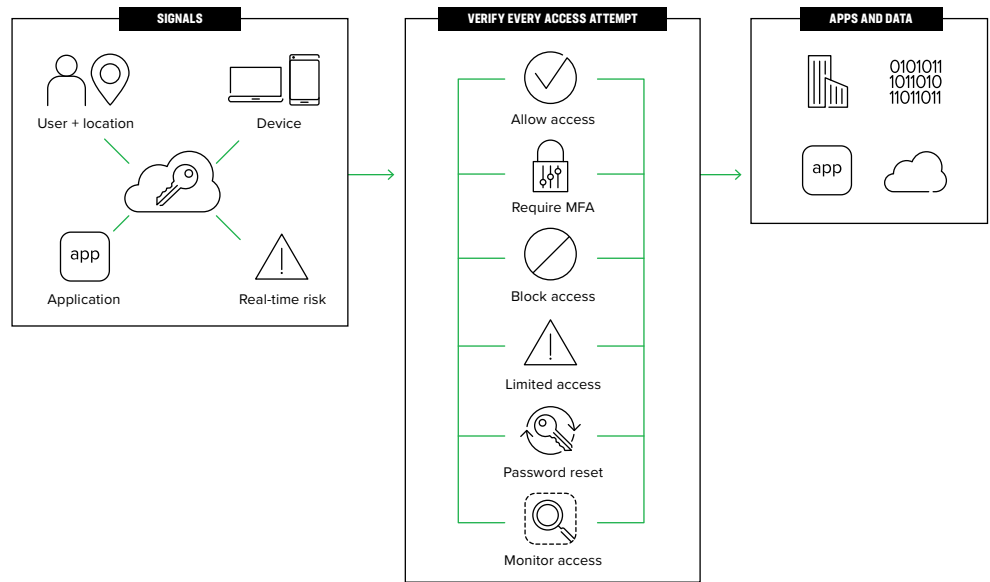 SIGNALS
User + location
Device
app
Application
Real-time risk
VERIFY EVERY ACCESS ATTEMPT
Allow access
Require MFA
Block access
Limited access
Password reset
Monitor access
APPS AND DATA
0101011
1011010
11011011
app